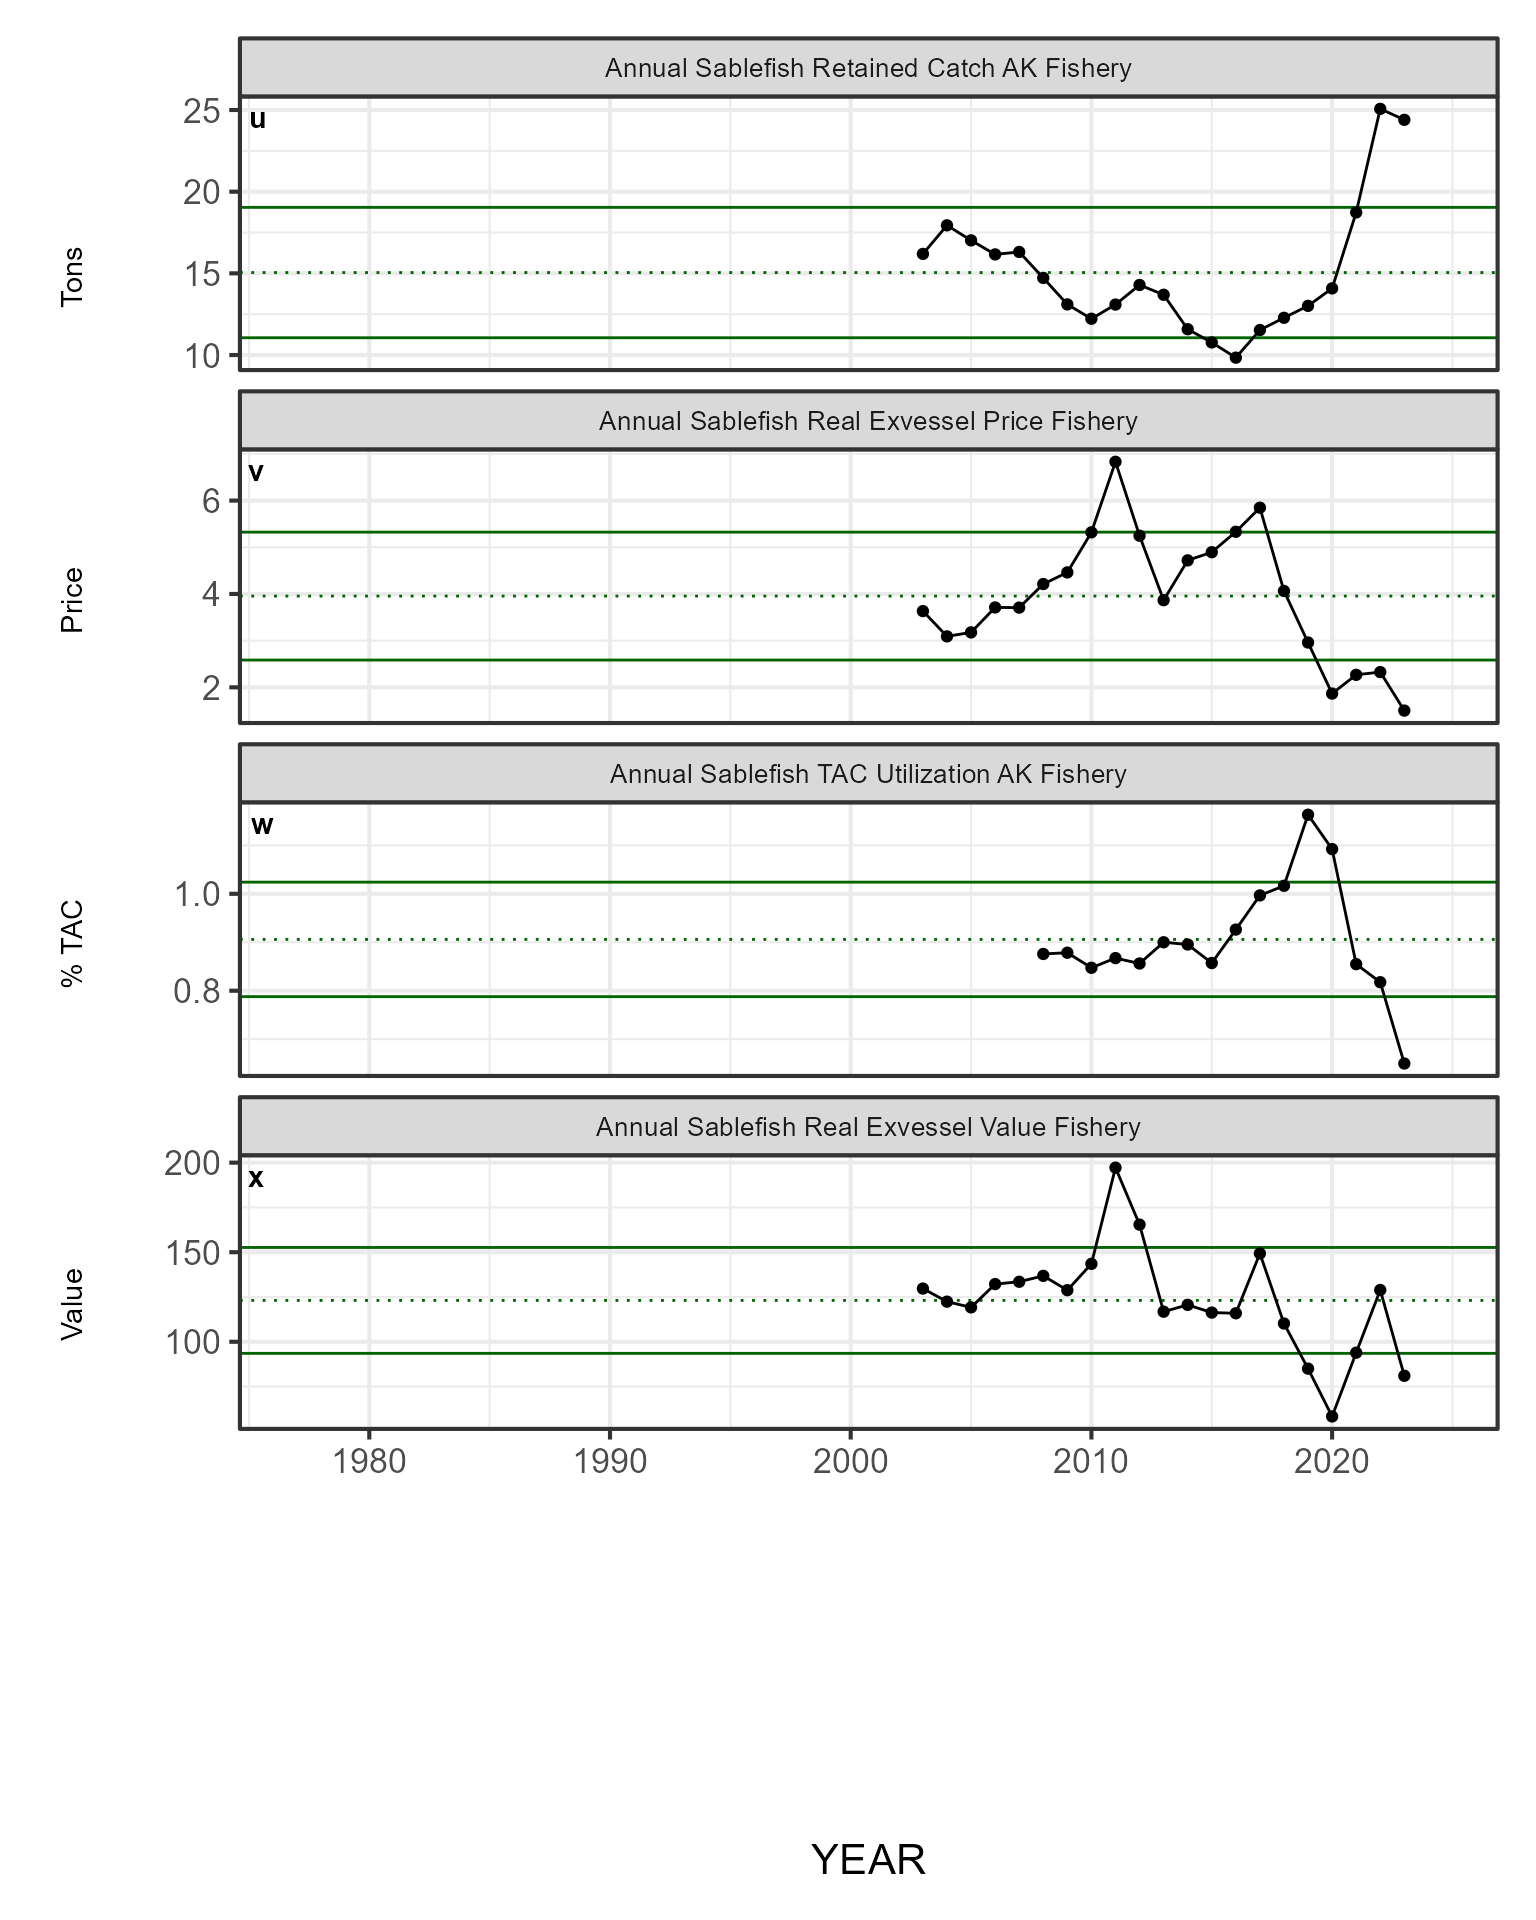 Annual Sablefish Retained Catch AK Fishery
u
25
20
15
10
Tons
Annual Sablefish Real Exvessel Price Fishery
v
6
4
2
Price
Annual Sablefish TAC Utilization AK Fishery
w
1.0
0.8
% TAC
Annual Sablefish Real Exvessel Value Fishery
x
200
150
100
Value
1980 1990 2000 2010 2020
YEAR